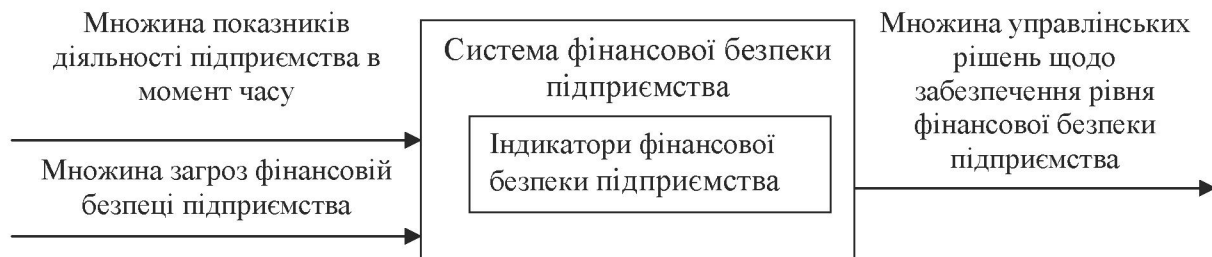 Множина показників
діяльності підприємства в
момент часу
Множина загроз фінансовій
безпеці підприємства
Система фінансової безпеки
підприємства
Індикатори фінансової
безпеки підприємства
Множина управлінських
рішень щодо
забезпечення рівня
фінансової безпеки
підприємства